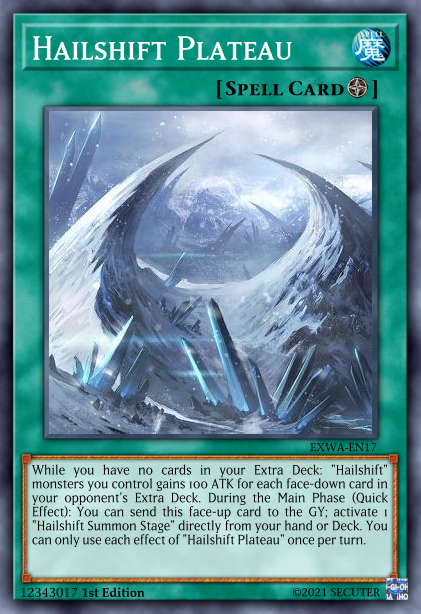 Hailshift Plateau
魔
[Spell Card]
EXWA-EN17
While you have no cards in your Extra Deck: "Hailshift"
monsters you control gains 100 ATK for each face-down card in
your opponent's Extra Deck. During the Main Phase (Quick
Effect): You can send this face-up card to the GY; activate 1
"Hailshift Summon Stage" directly from your hand or Deck. You
can only use each effect of "Hailshift Plateau" once per turn.
12343017 1st Edition ©2021 SECUTER